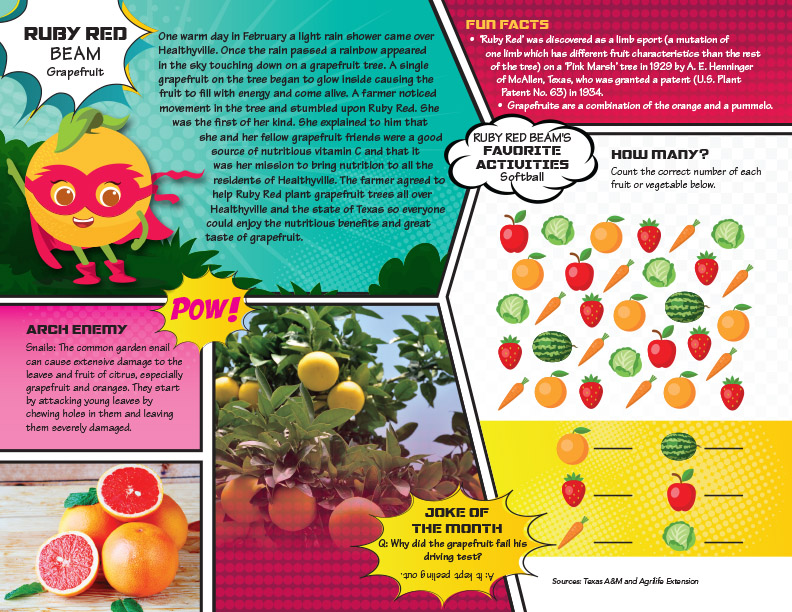 RUBY RED
BEAM
Grapefruit
One warm day in February a light rain shower came over
Healthyville. Once the rain passed a rainbow appeared
in the sky touching down on a grapefruit tree. A single
grapefruit on the tree began to glow inside causing the
fruit to fill with energy and come alive. A farmer noticed
movement in the tree and stumbled upon Ruby Red. She
was the first of her kind. She explained to him that
she and her fellow grapefruit friends were a good
source of nutritious vitamin C and that it
was her mission to bring nutrition to all the
residents of Healthyville. The farmer agreed to
help Ruby Red plant grapefruit trees all over
Healthyville and the state of Texas so everyone
could enjoy the nutritious benefits and great
taste of grapefruit.
FUN FACTS
• 'Ruby Red' was discovered as a limb sport (a mutation of
one limb which has different fruit characteristics than the rest
of the tree) on a 'Pink Marsh' tree in 1929 by A. E. Henninger
of McAllen, Texas, who was granted a patent (U.S. Plant
Patent No. 63) in 1934.
• Grapefruits are a combination of the orange and a pummelo.
RUBY RED BEAM'S
FAVORITE
ACTIVITIES
Softball
HOW MANY?
Count the correct number of each
fruit or vegetable below.
POW!
ARCH ENEMY
Snails: The common garden snail
can cause extensive damage to the
leaves and fruit of citrus, especially
grapefruit and oranges. They start
by attacking young leaves by
chewing holes in them and leaving
them severely damaged.
JOKE OF
THE MONTH
Q: Why did the grapefruit fail his
driving test?
A: It kept peeling out.
Sources: Texas A&M and Agrilife Extension